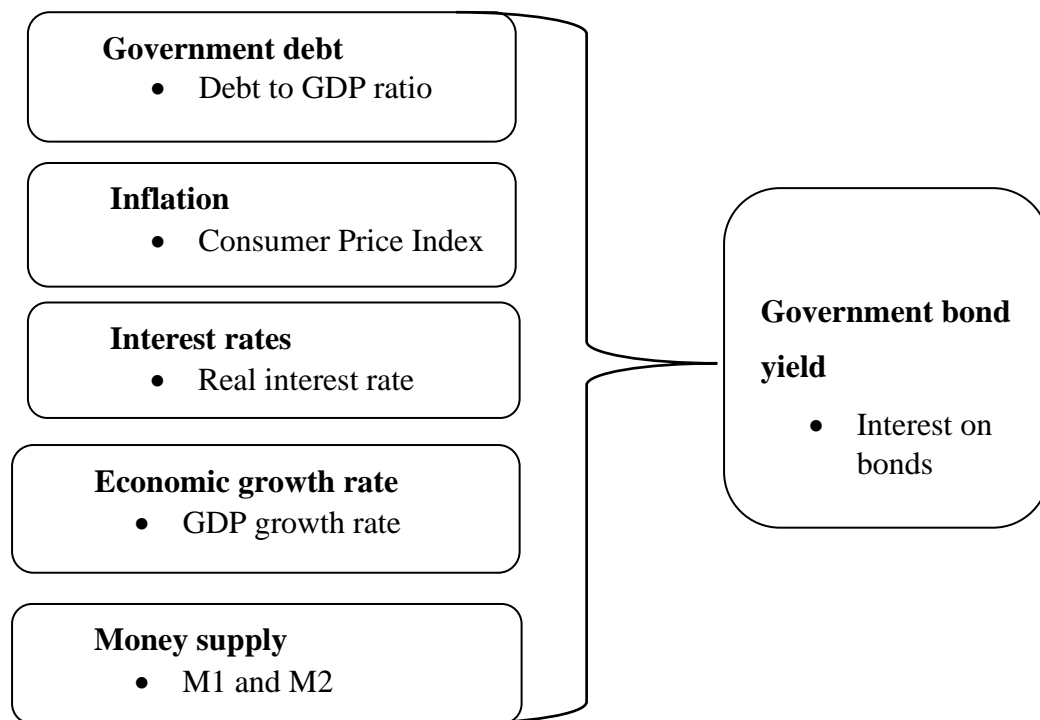 Government debt
• Debt to GDP ratio
Inflation
• Consumer Price Index
Interest rates
• Real interest rate
Economic growth rate
• GDP growth rate
Money supply
• M1 and M2
Government bond
yield
• Interest on
bonds